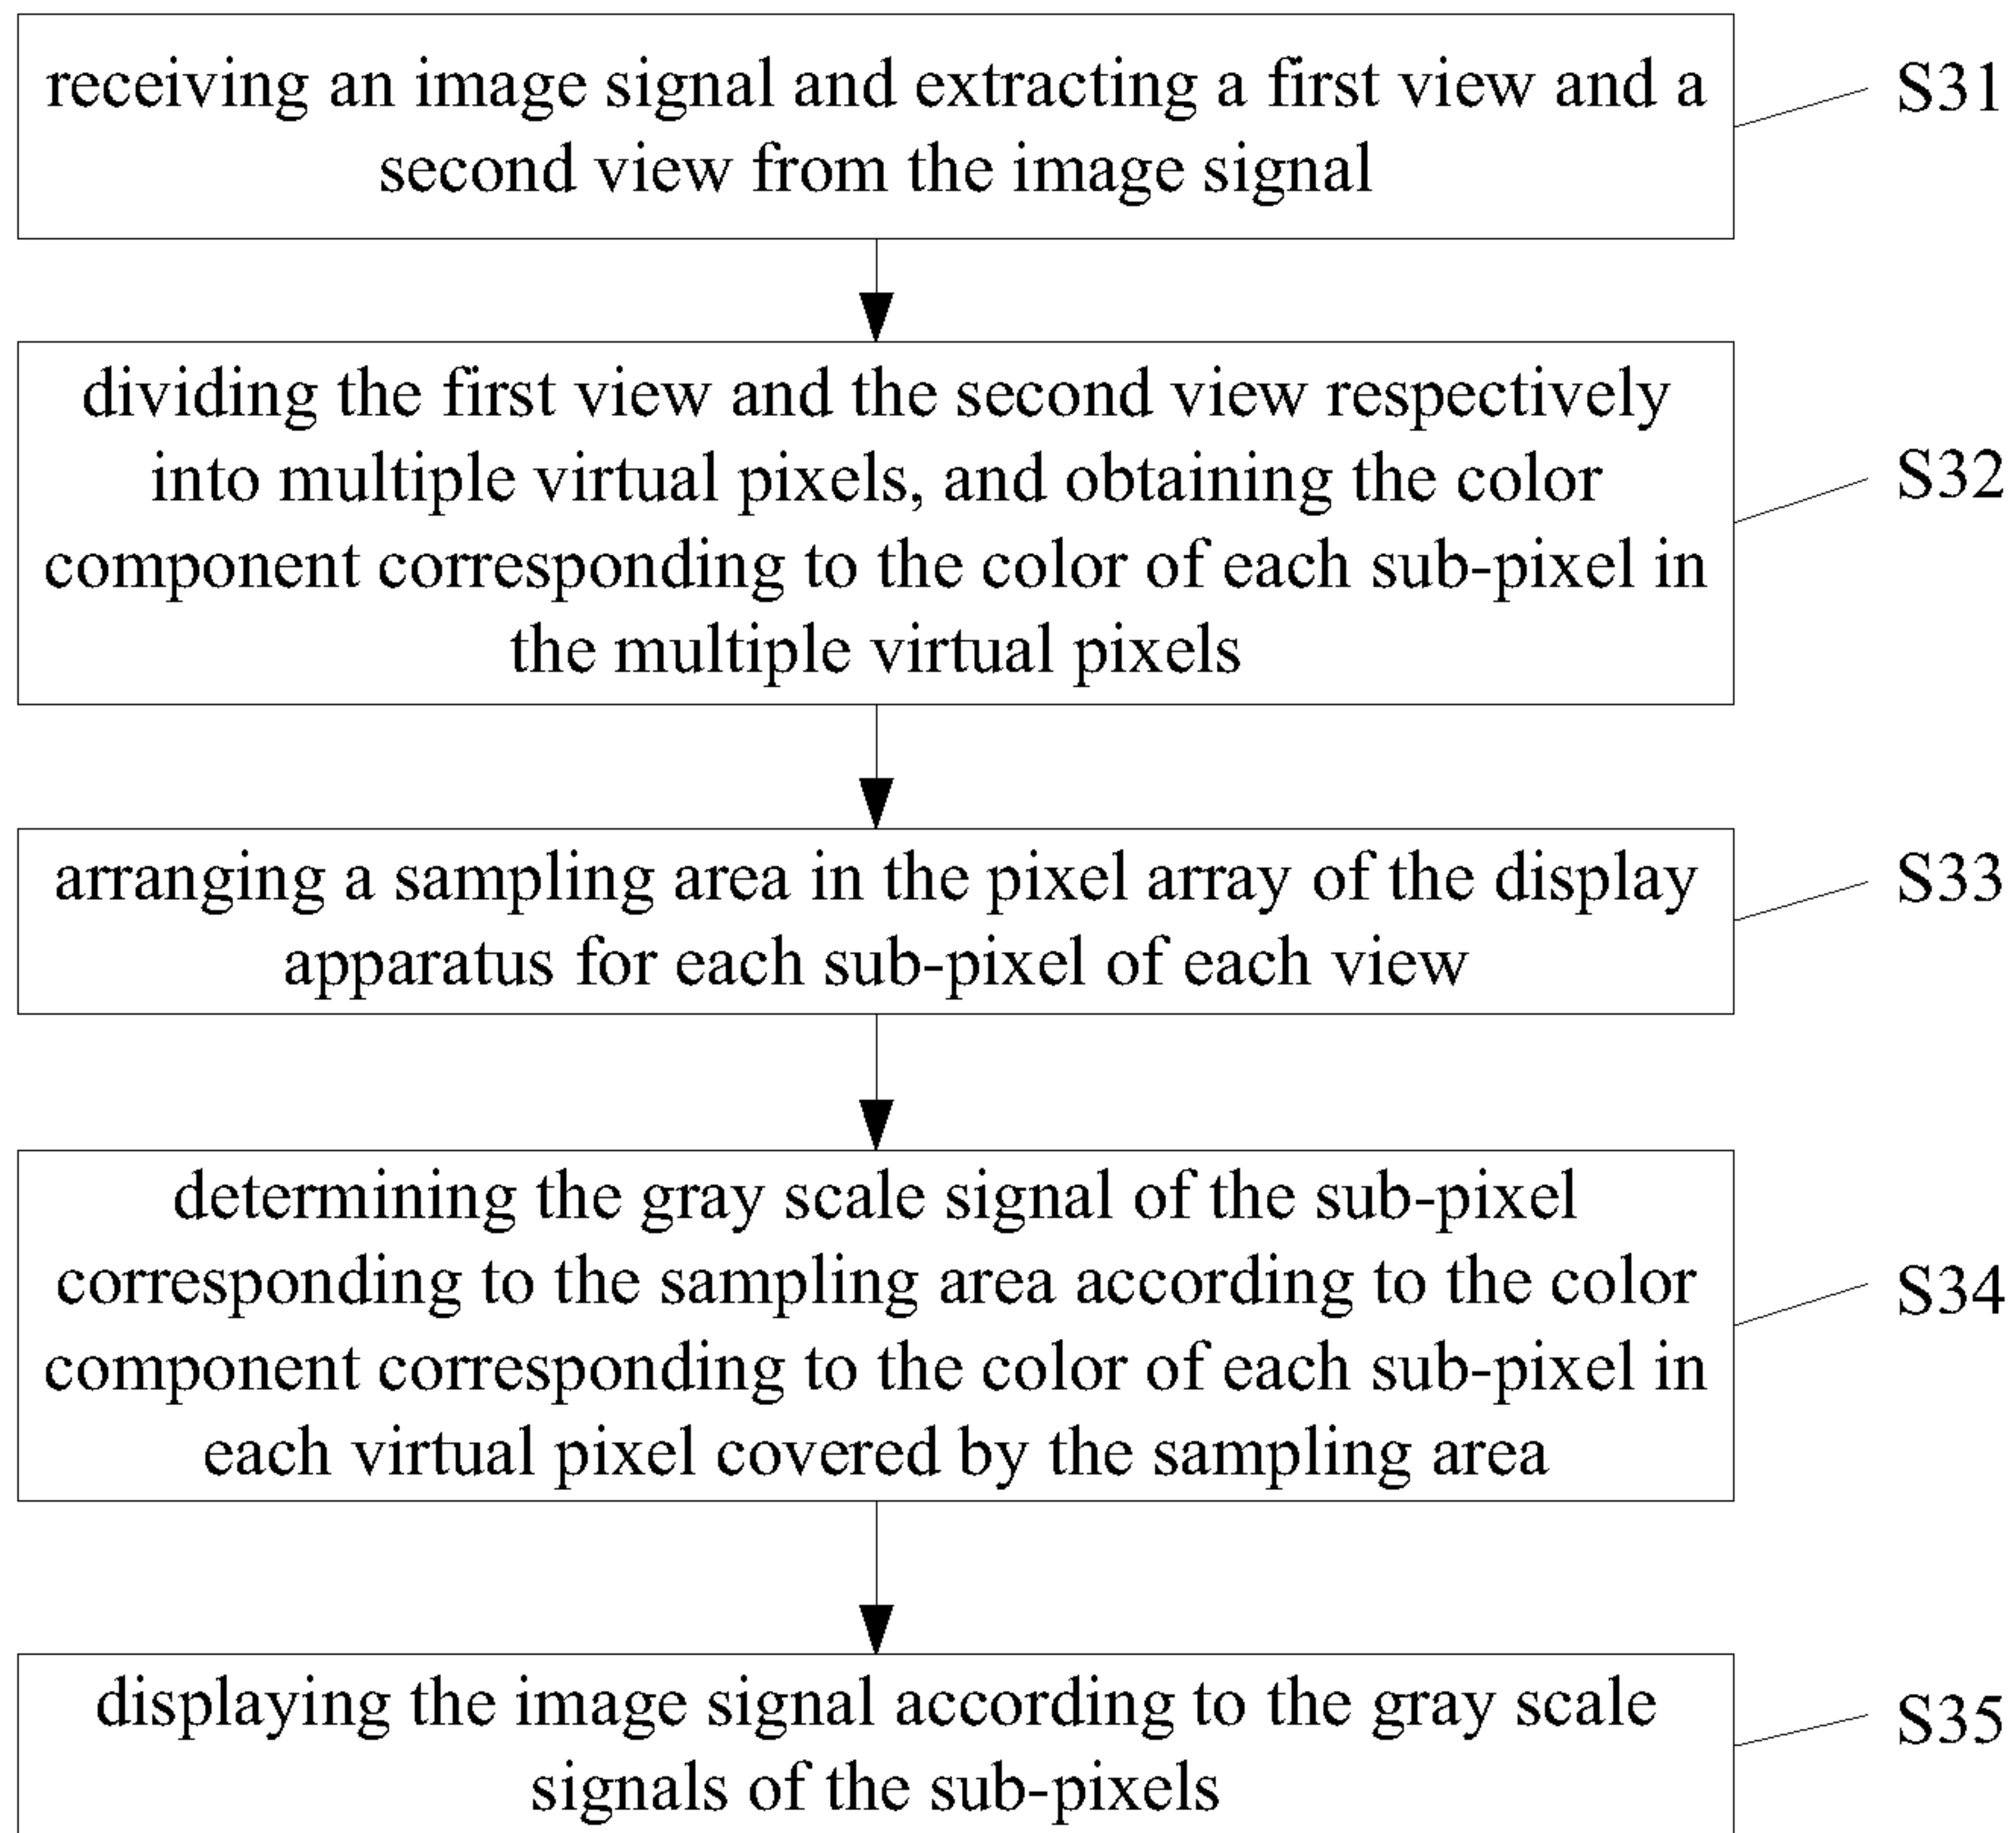 receiving an image signal and extracting a first view and a
second view from the image signal
S31
dividing the first view and the second view respectively
into multiple virtual pixels, and obtaining the color
component corresponding to the color of each sub-pixel in
the multiple virtual pixels
S32
arranging a sampling area in the pixel array of the display
apparatus for each sub-pixel of each view
S33
determining the gray scale signal of the sub-pixel
corresponding to the sampling area according to the color
component corresponding to the color of each sub-pixel in
each virtual pixel covered by the sampling area
S34
displaying the image signal according to the gray scale
signals of the sub-pixels
S35